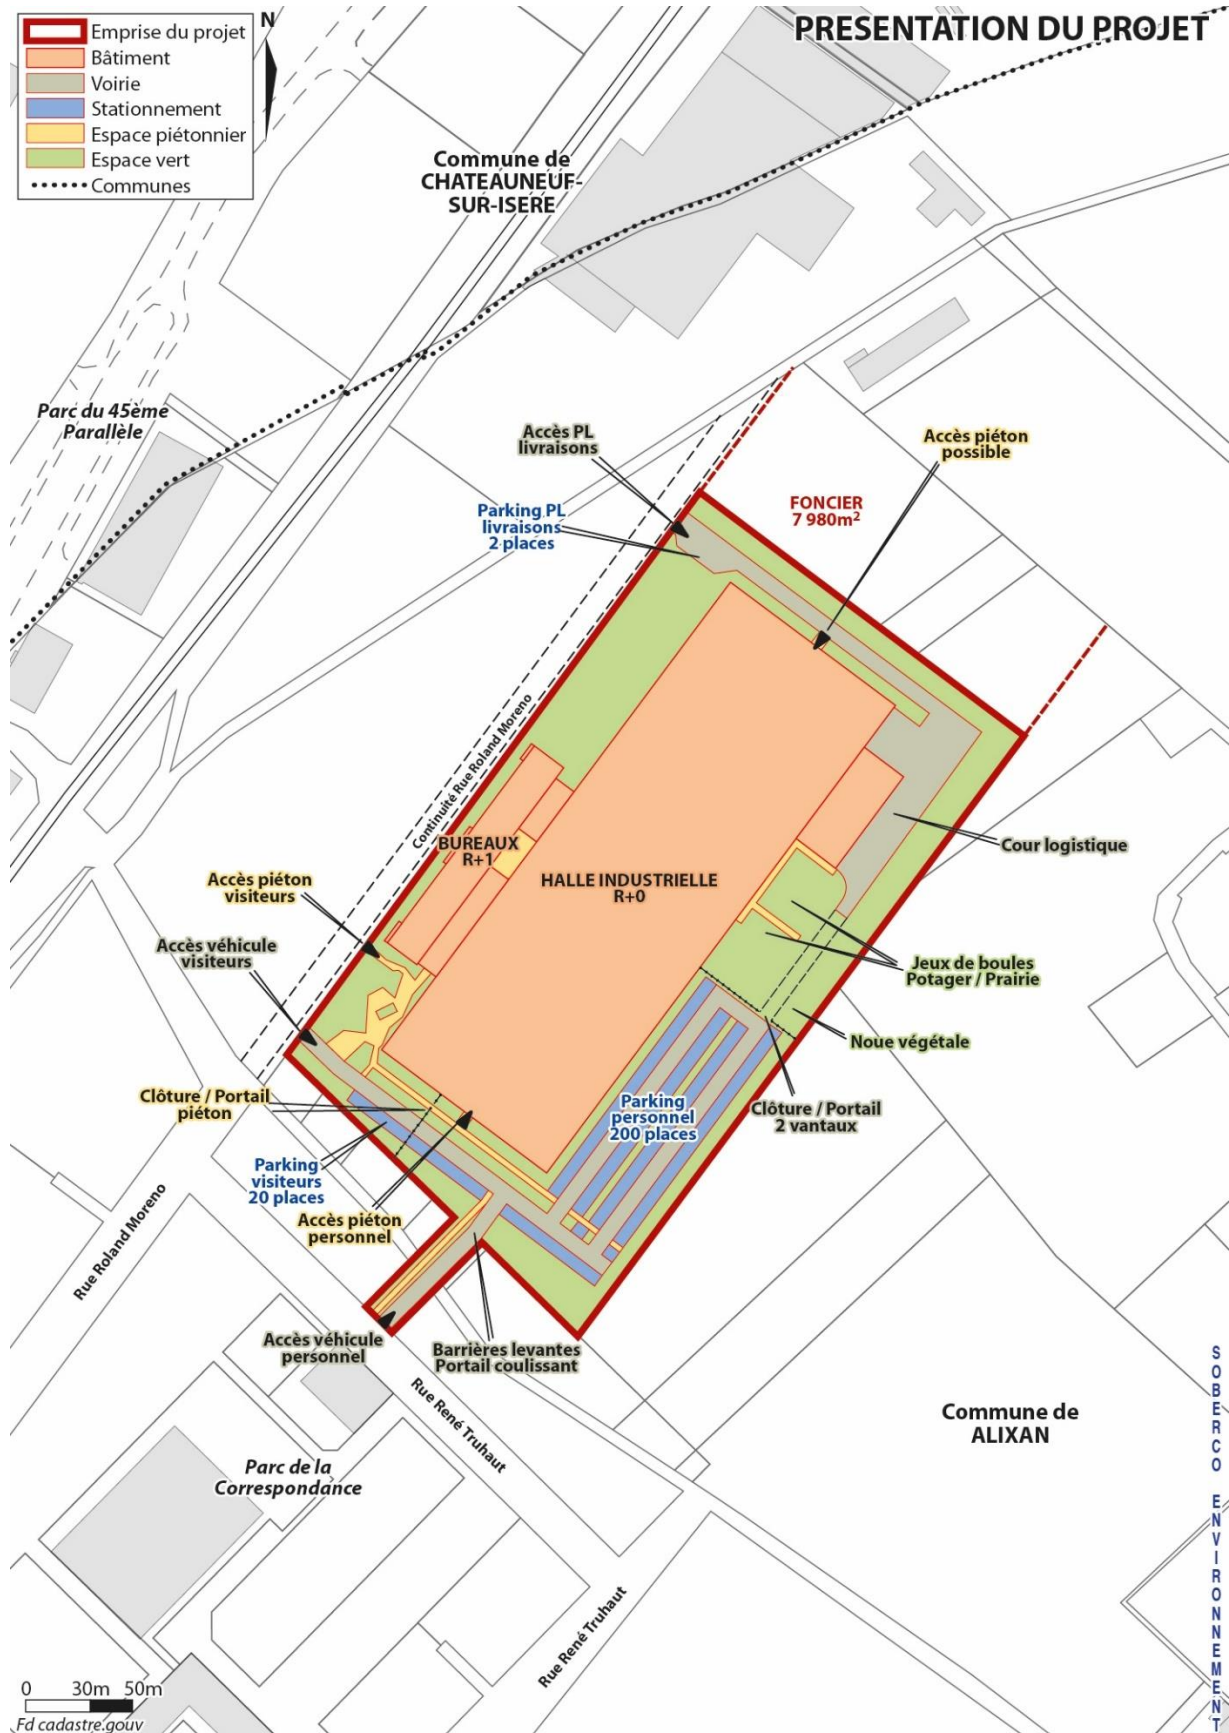 PRESENTATION DU PROJET
Emprise du projet
Bâtiment
Voirie
Stationnement
Espace piétonnier
Espace vert
Communes
N
Commune de
CHATEAUNEUF-
SUR-ISERE
Parc du 45ème
Parallèle
Accès PL
livraisons
Accès piéton
possible
Parking PL
livraisons
2 places
FONCIER
7 980m²
Continuité Rue Roland Moreno
BUREAUX
R+1
HALLE INDUSTRIELLE
R+0
Cour logistique
Accès piéton
visiteurs
Accès véhicule
visiteurs
Jeux de boules
Potager / Prairie
Noue végétale
Clôture / Portail
piéton
Parking
personnel
200 places
Clôture / Portail
2 vantaux
Parking
visiteurs
20 places
Accès piéton
personnel
Rue Roland Moreno
Accès véhicule
personnel
Barrières levantes
Portail coulissant
Rue René Truhaut
Commune de
ALIXAN
Parc de la
Correspondance
Rue René Truhaut
SOBERCO ENVIRONNEMENT
0 30m 50m
Fd cadastre.gouv